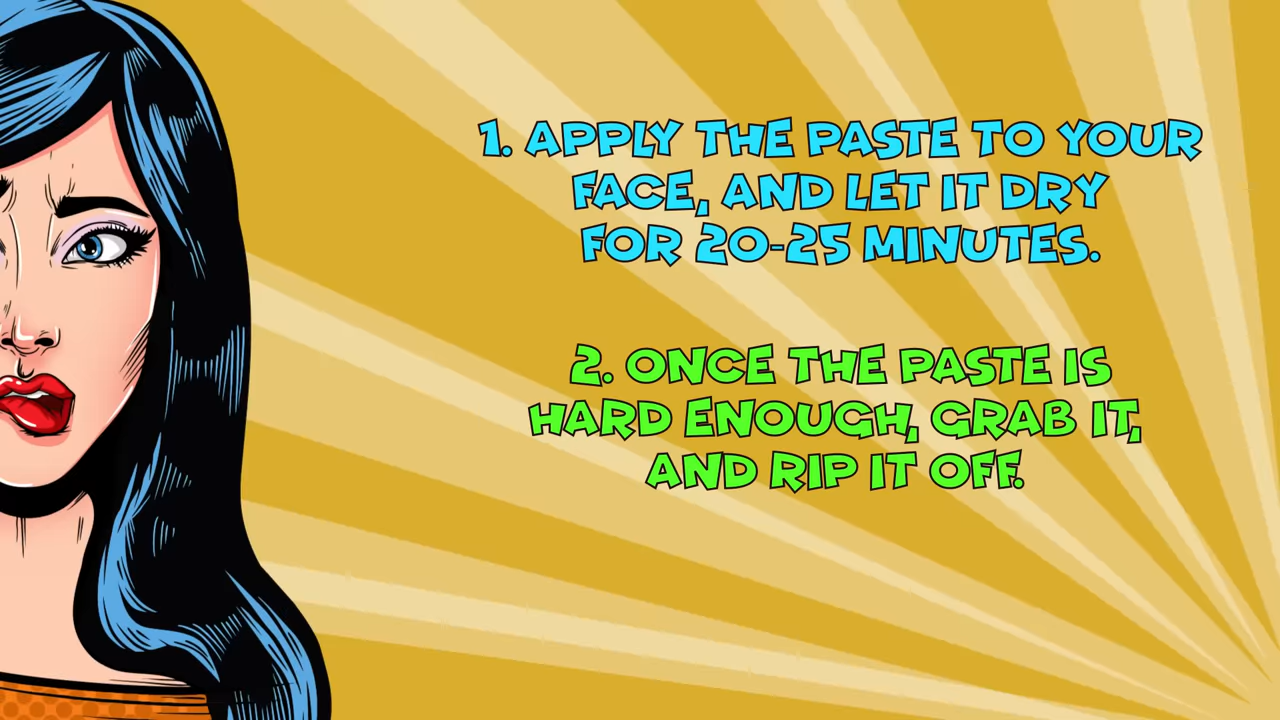 1. APPLY THE PASTE TO YOUR
FACE, AND LET IT DRY
FOR 20-25 MINUTES.
2. ONCE THE PASTE IS
HARD ENOUGH, GRAB IT,
AND RIP IT OFF.